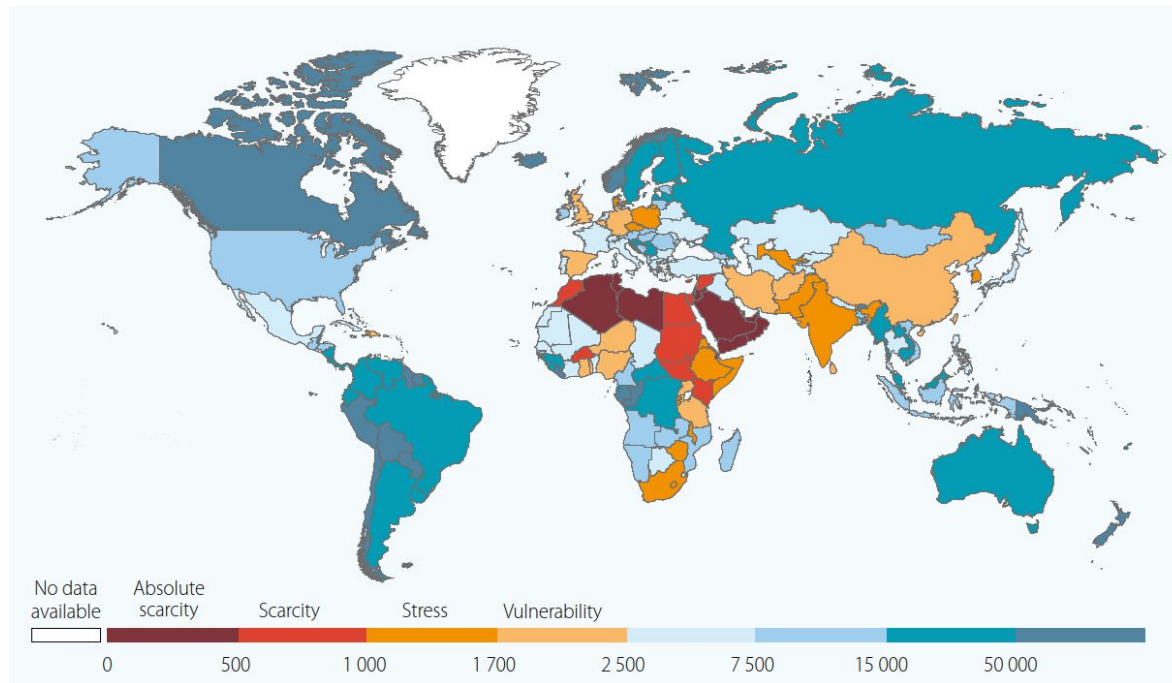 No data
available
Absolute
scarcity
Scarcity
Stress
Vulnerability
0
500
1 000
1 700
2 500
7 500
15 000
50 000